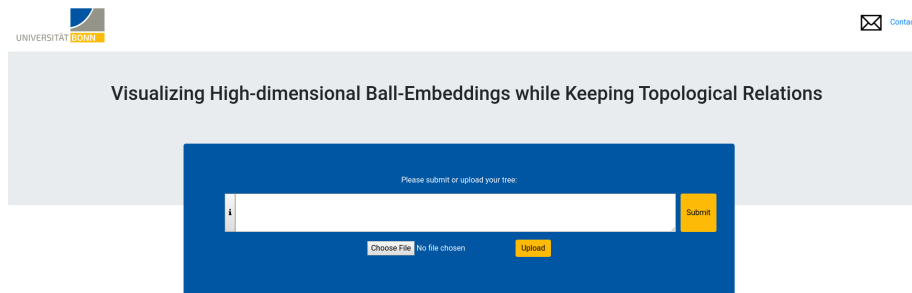 UNIVERSITÄT BONN
Contac
Visualizing High-dimensional Ball-Embeddings while Keeping Topological Relations
Please submit or upload your tree:
i
Submit
Choose File No file chosen
Upload